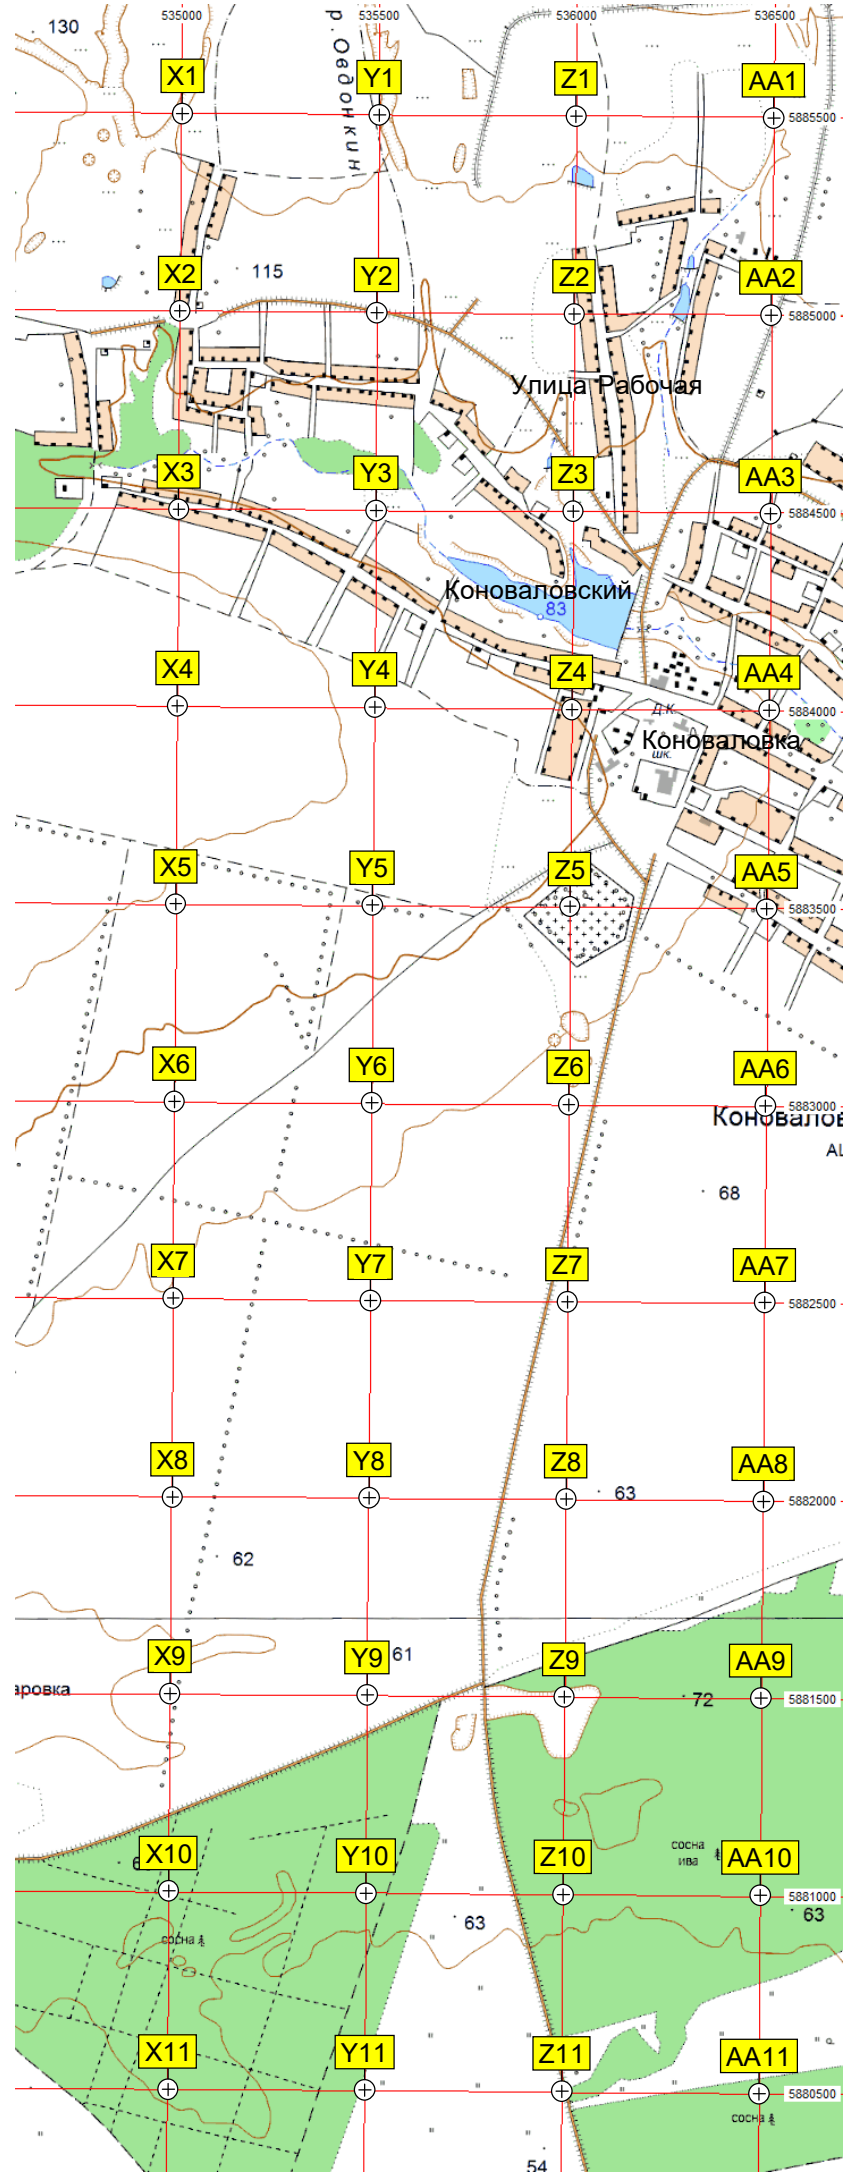 535000 535500 536000 536500
130
р. Овдонкин
X1 Y1 Z1 AA1
5885500
115
X2 Y2 Z2 AA2
5885000
Улица Рабочая
X3 Y3 Z3 AA3
5884500
Коноваловский
83
X4 Y4 Z4 AA4
5884000
Д.К.
Коноваловка
шк.
X5 Y5 Z5 AA5
5883500
X6 Y6 Z6 AA6
5883000
Коновалов
68
X7 Y7 Z7 AA7
5882500
X8 Y8 Z8 AA8
63
5882000
62
X9 Y9 61 Z9 AA9
аровка
72
5881500
сосна
ива
X10 Y10 Z10 AA10
5881000
63
63
сосна
X11 Y11 Z11 AA11
5880500
сосна
54